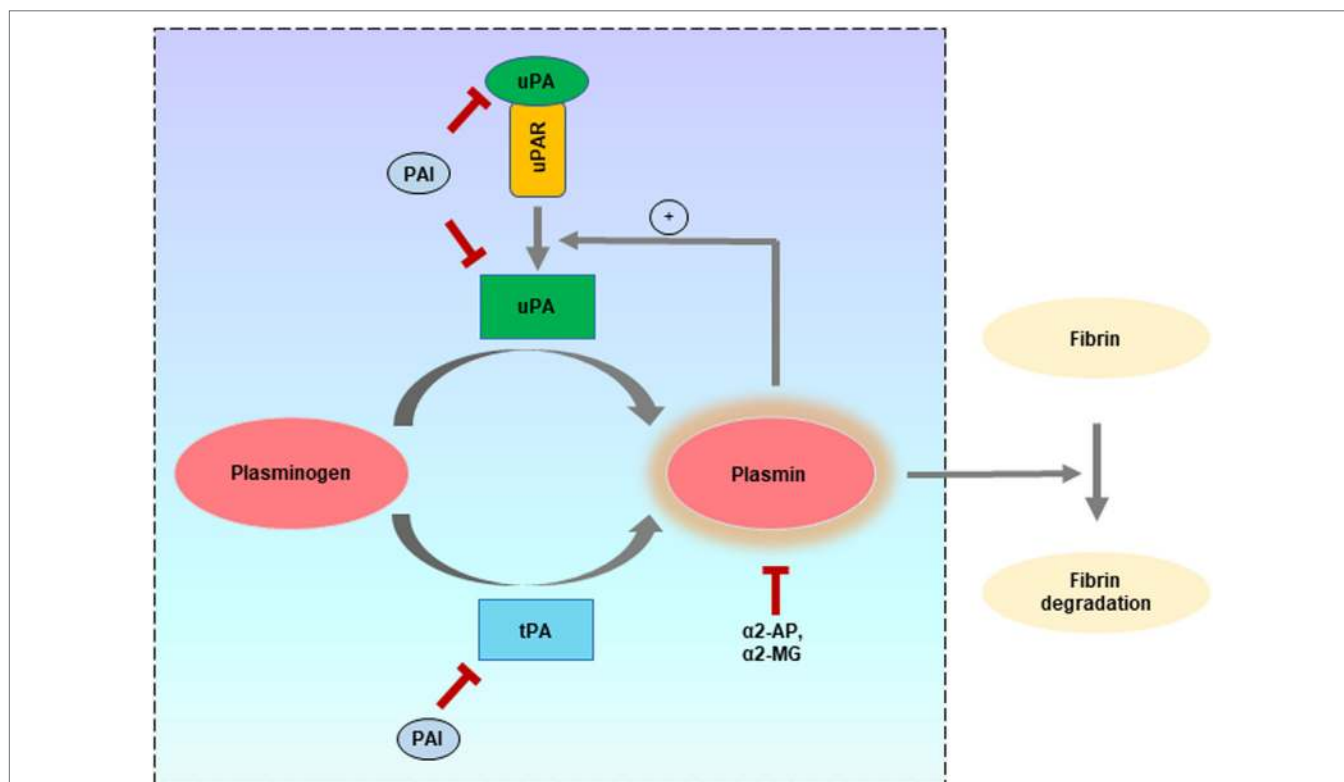 uPA
uPAR
PAI
+
uPA
Fibrin
Plasminogen
Plasmin
Fibrin
degradation
tPA
α2-AP,
α2-MG
PAI